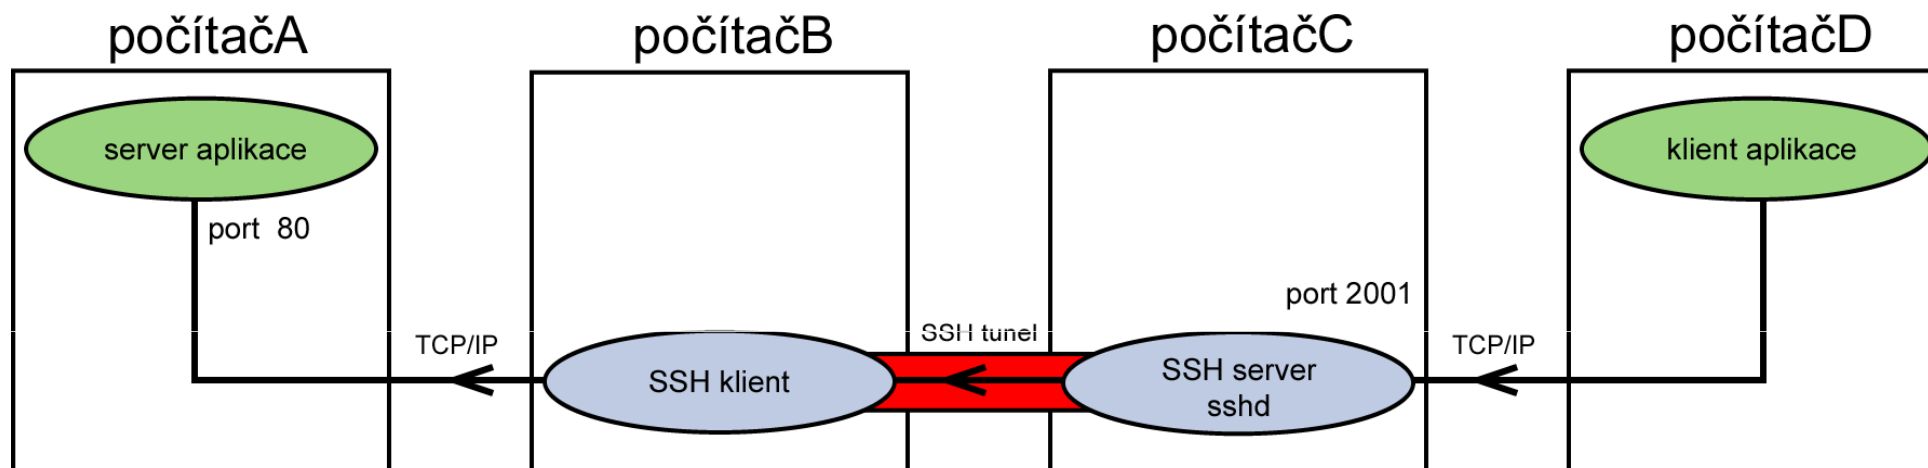 počítačA
počítačB
počítačC
počítačD
server aplikace
klient aplikace
port 80
port 2001
TCP/IP
SSH tunel
TCP/IP
SSH klient
SSH server
sshd